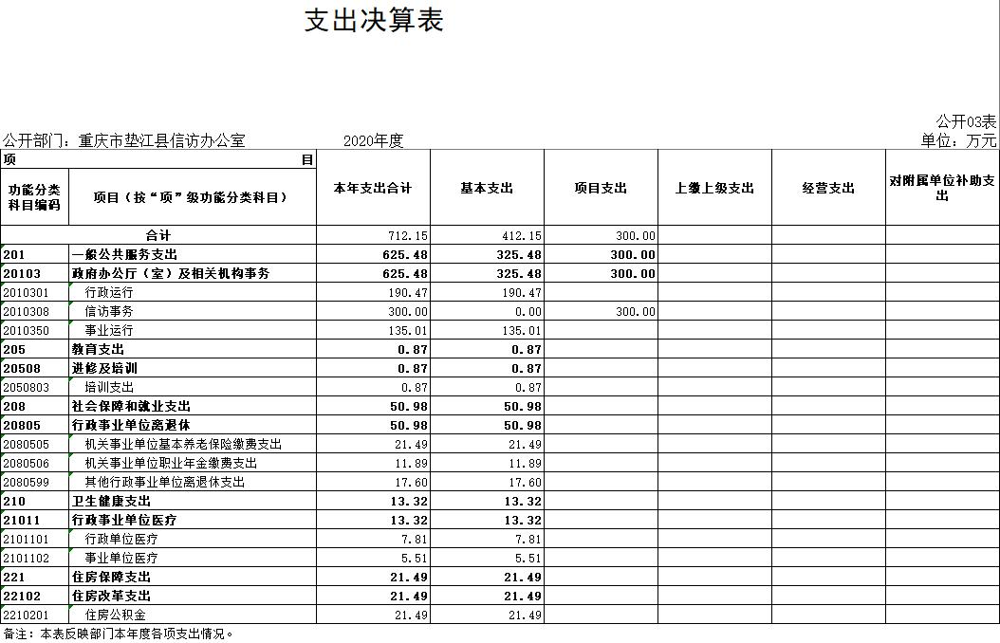 支出决算表
公开03表
公开部门：重庆市垫江县信访办公室 2020年度 单位：万元
项 目 本年支出合计 基本支出 项目支出 上缴上级支出 经营支出 对附属单位补助支出
功能分类科目编码 项目（按“项”级功能分类科目）
合计 712.15 412.15 300.00
201 一般公共服务支出 625.48 325.48 300.00
20103 政府办公厅（室）及相关机构事务 625.48 325.48 300.00
2010301 行政运行 190.47 190.47
2010308 信访事务 300.00 0.00 300.00
2010350 事业运行 135.01 135.01
205 教育支出 0.87 0.87
20508 进修及培训 0.87 0.87
2050803 培训支出 0.87 0.87
208 社会保障和就业支出 50.98 50.98
20805 行政事业单位离退休 50.98 50.98
2080505 机关事业单位基本养老保险缴费支出 21.49 21.49
2080506 机关事业单位职业年金缴费支出 11.89 11.89
2080599 其他行政事业单位离退休支出 17.60 17.60
210 卫生健康支出 13.32 13.32
21011 行政事业单位医疗 13.32 13.32
2101101 行政单位医疗 7.81 7.81
2101102 事业单位医疗 5.51 5.51
221 住房保障支出 21.49 21.49
22102 住房改革支出 21.49 21.49
2210201 住房公积金 21.49 21.49
备注：本表反映部门本年度各项支出情况。